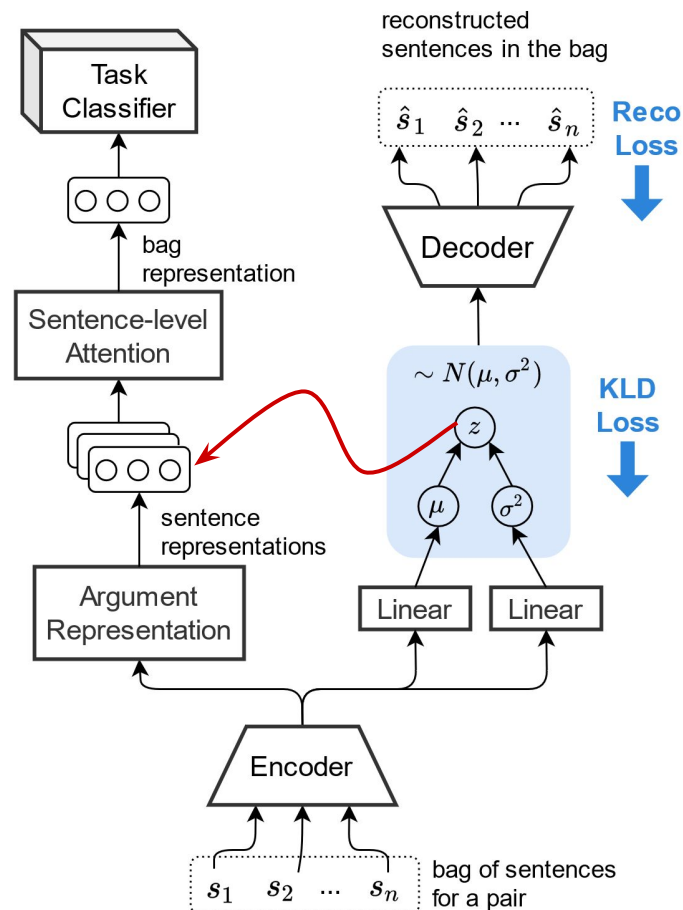 reconstructed
sentences in the bag
Task
Classifier
ŝ₁ ŝ₂ ... ŝₙ
Reco
Loss
bag
representation
Decoder
Sentence-level
Attention
∼ N(μ, σ²)
KLD
Loss
z
μ σ²
sentence
representations
Argument
Representation
Linear Linear
Encoder
s₁ s₂ ... sₙ
bag of sentences
for a pair